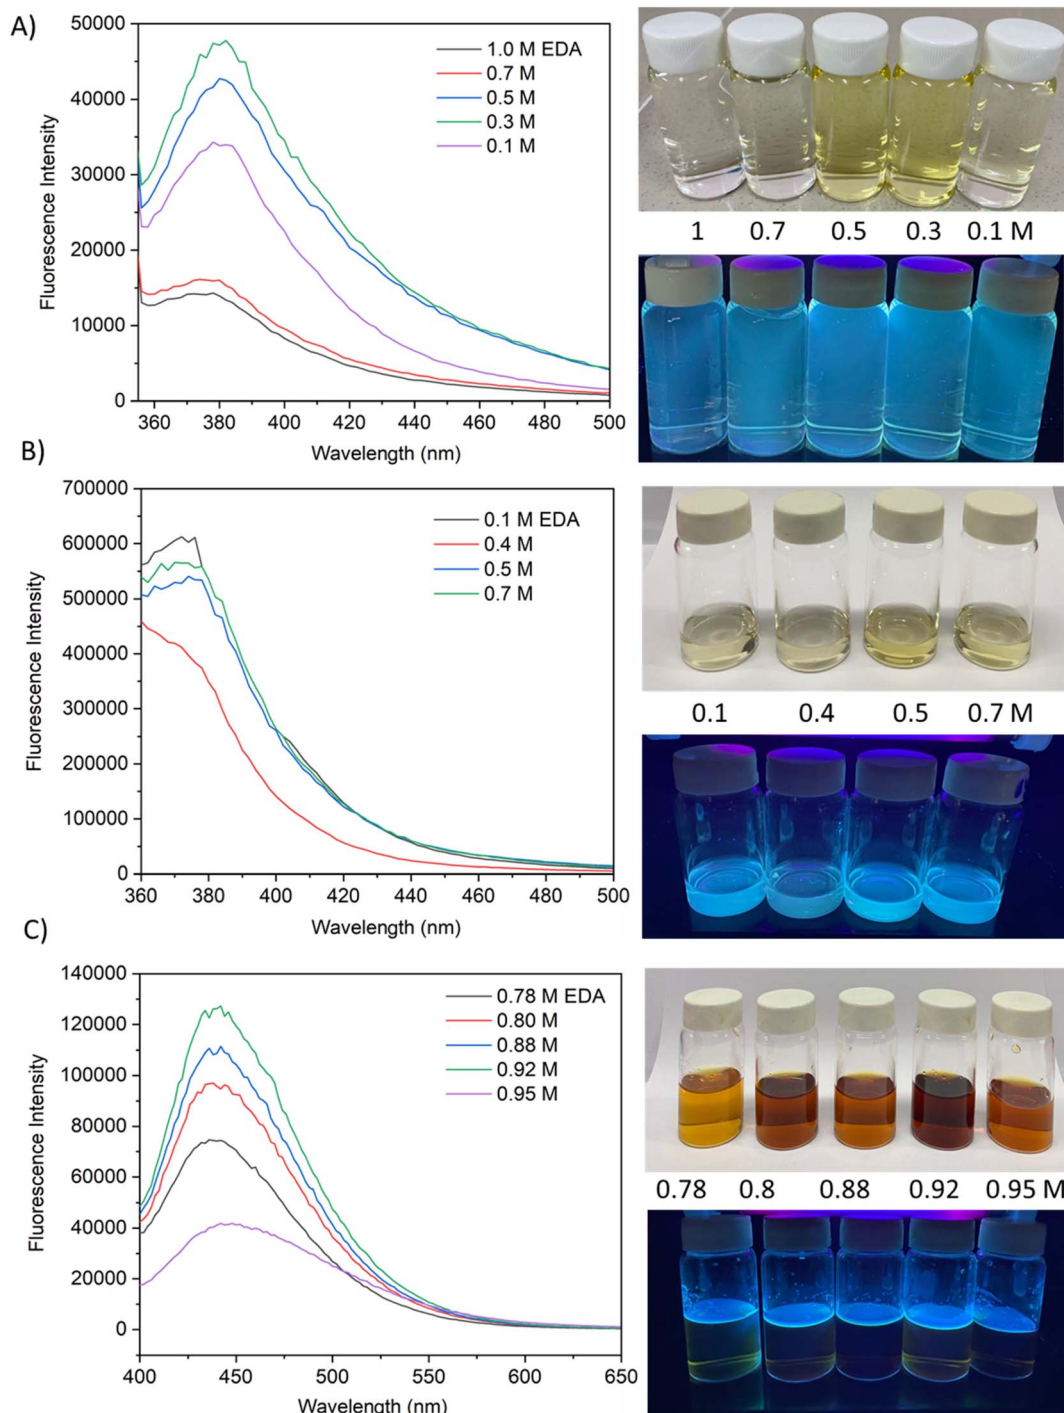 A)
50000
40000
30000
20000
10000
0
Fluorescence Intensity
1.0 M EDA
0.7 M
0.5 M
0.3 M
0.1 M
360 380 400 420 440 460 480 500
Wavelength (nm)
1 0.7 0.5 0.3 0.1 M
B)
700000
600000
500000
400000
300000
200000
100000
0
Fluorescence Intensity
0.1 M EDA
0.4 M
0.5 M
0.7 M
360 380 400 420 440 460 480 500
Wavelength (nm)
0.1 0.4 0.5 0.7 M
C)
140000
120000
100000
80000
60000
40000
20000
0
Fluorescence Intensity
0.78 M EDA
0.80 M
0.88 M
0.92 M
0.95 M
400 450 500 550 600 650
Wavelength (nm)
0.78 0.8 0.88 0.92 0.95 M